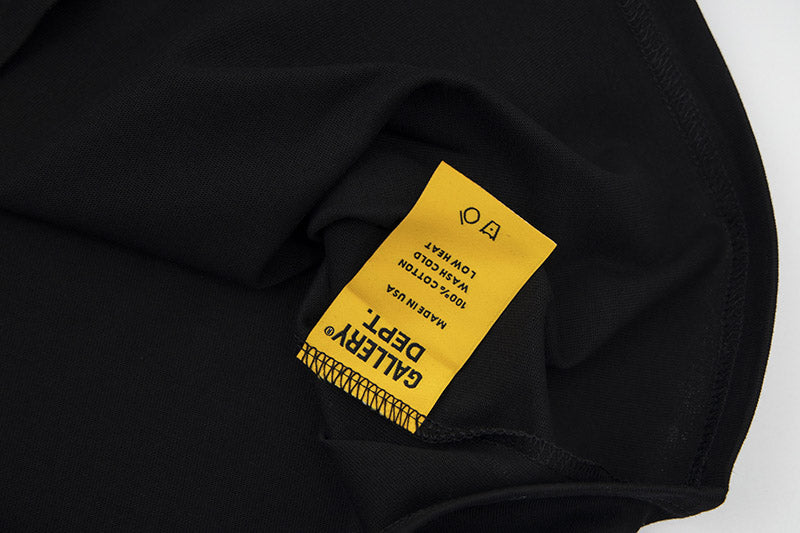 GALLERY
DEPT.®
MADE IN USA
100% COTTON
WASH COLD
LOW HEAT